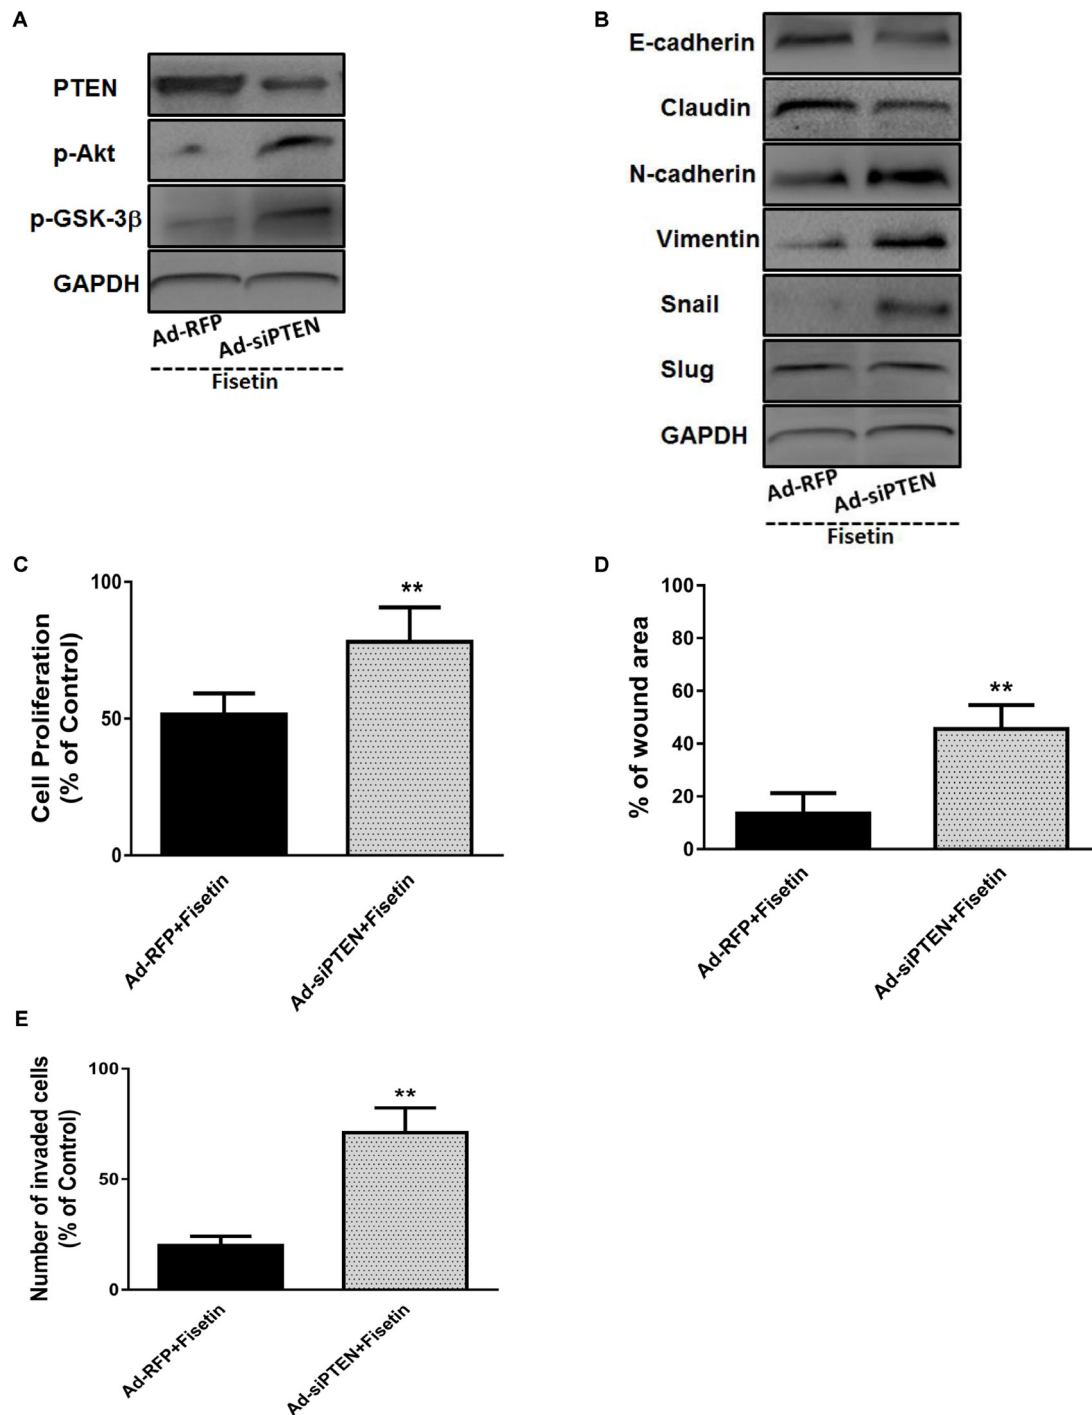 A
PTEN
p-Akt
p-GSK-3β
GAPDH
Ad-RFP
Ad-siPTEN
Fisetin
B
E-cadherin
Claudin
N-cadherin
Vimentin
Snail
Slug
GAPDH
Ad-RFP
Ad-siPTEN
Fisetin
C
Cell Proliferation
(% of Control)
100
50
0
**
Ad-RFP+Fisetin
Ad-siPTEN+Fisetin
D
% of wound area
100
80
60
40
20
0
**
Ad-RFP+Fisetin
Ad-siPTEN+Fisetin
E
Number of invaded cells
(% of Control)
100
50
0
**
Ad-RFP+Fisetin
Ad-siPTEN+Fisetin